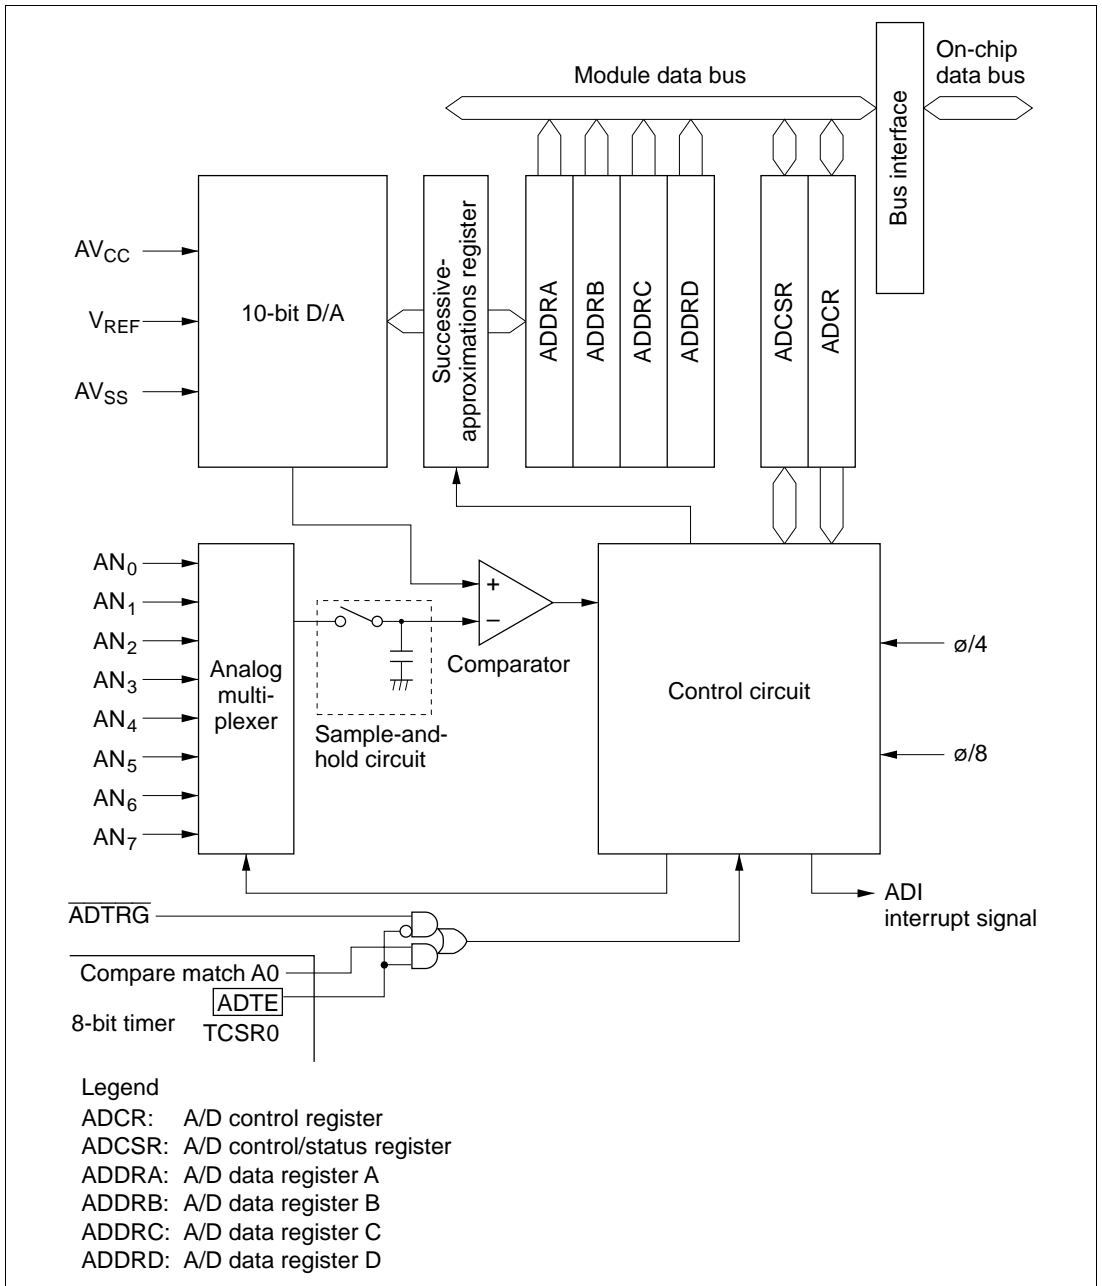 Module data bus
On-chip
data bus
Bus interface
AVCC
VREF
AVSS
10-bit D/A
Successive-
approximations register
ADDRA
ADDRB
ADDRC
ADDRD
ADCSR
ADCR
AN0
AN1
AN2
AN3
AN4
AN5
AN6
AN7
Analog
multi-
plexer
Sample-and-
hold circuit
+
−
Comparator
Control circuit
ø/4
ø/8
ADI
interrupt signal
ADTRG
Compare match A0
ADTE
8-bit timer
TCSR0
Legend
ADCR: A/D control register
ADCSR: A/D control/status register
ADDRA: A/D data register A
ADDRB: A/D data register B
ADDRC: A/D data register C
ADDRD: A/D data register D